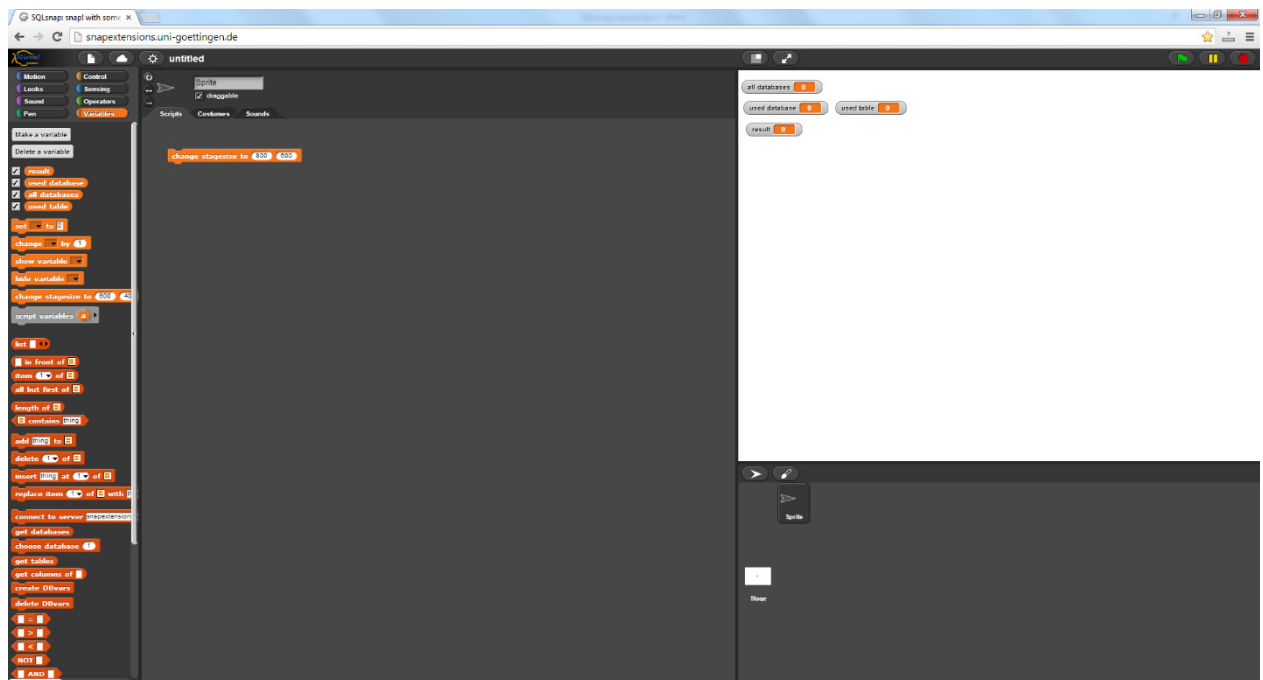 SQLsnap: snap! with some
snapextensions.uni-goettingen.de
SQLsnap!
untitled
Motion Control
Looks Sensing
Sound Operators
Pen Variables
Make a variable
Delete a variable
result
used database
all databases
used table
set to 0
change by 1
show variable
hide variable
change stagesize to 600 40
script variables a
list
in front of
item 1 of
all but first of
length of
contains thing
add thing to
delete 1 of
insert thing at 1 of
replace item 1 of with
connect to server snapextension
get databases
choose database 1
get tables
get columns of
create DBvars
delete DBvars
=
>
<
NOT
AND
Sprite
draggable
Scripts Costumes Sounds
change stagesize to 800 600
all databases 0
used database 0 used table 0
result 0
Sprite
Stage